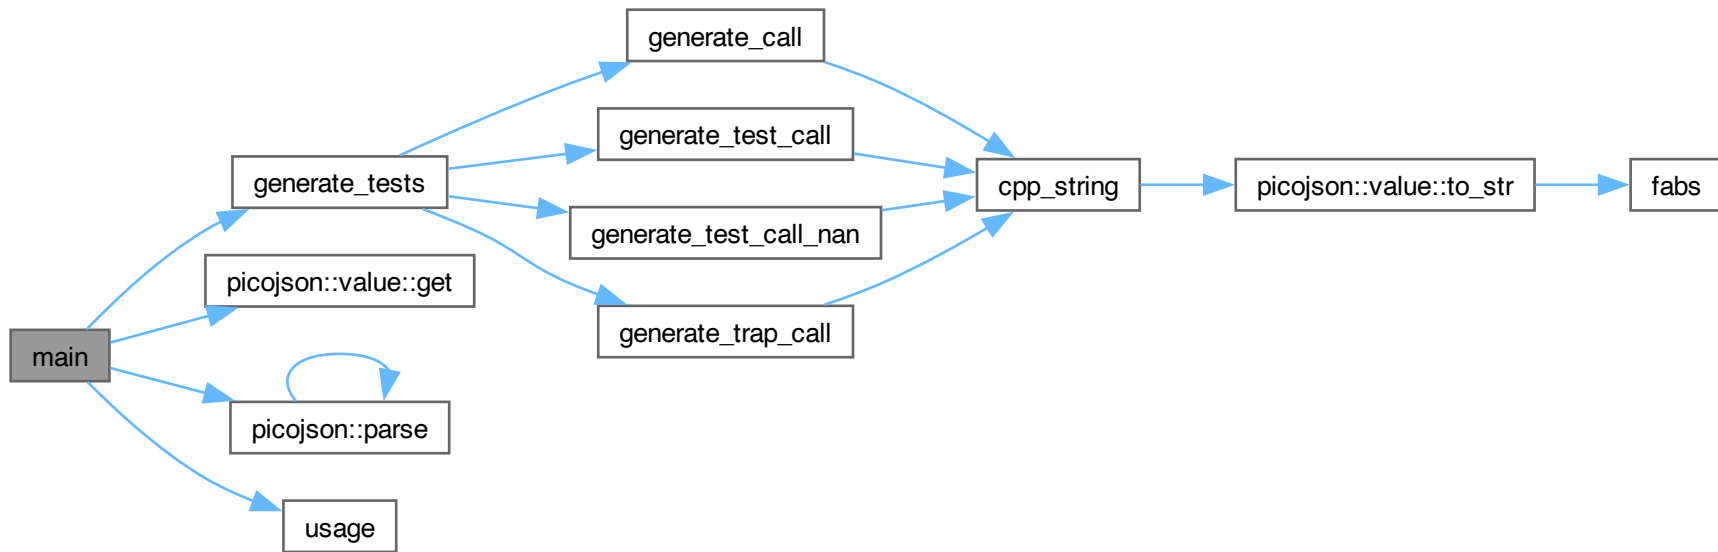 main
generate_tests
picojson::value::get
picojson::parse
usage
generate_call
generate_test_call
generate_test_call_nan
generate_trap_call
cpp_string
picojson::value::to_str
fabs